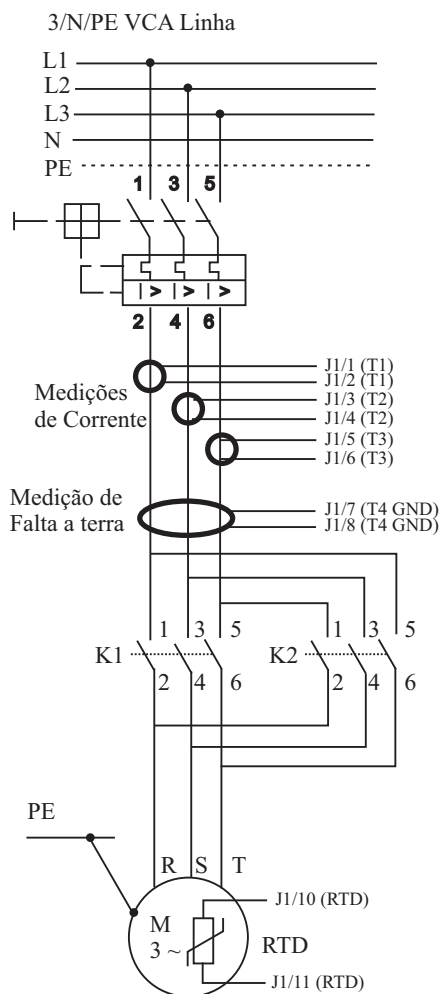 3/N/PE VCA Linha
L1
L2
L3
N
PE
1 3 5
I> I> I>
2 4 6
J1/1 (T1)
J1/2 (T1)
Medições
de Corrente
J1/3 (T2)
J1/4 (T2)
J1/5 (T3)
J1/6 (T3)
Medição de
Falta a terra
J1/7 (T4 GND)
J1/8 (T4 GND)
1 3 5 1 3 5
K1 K2
2 4 6 2 4 6
PE
R S T
M
3 ~
RTD
J1/10 (RTD)
J1/11 (RTD)